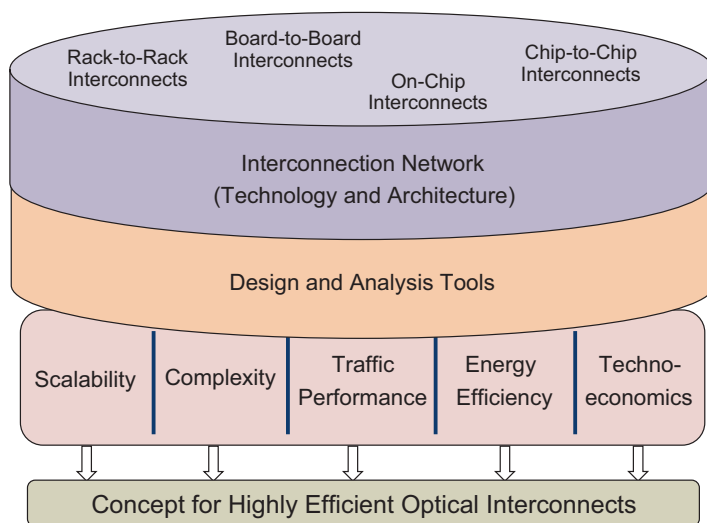 Rack-to-Rack
Interconnects
Board-to-Board
Interconnects
On-Chip
Interconnects
Chip-to-Chip
Interconnects
Interconnection Network
(Technology and Architecture)
Design and Analysis Tools
Scalability
Complexity
Traffic
Performance
Energy
Efficiency
Techno-
economics
Concept for Highly Efficient Optical Interconnects